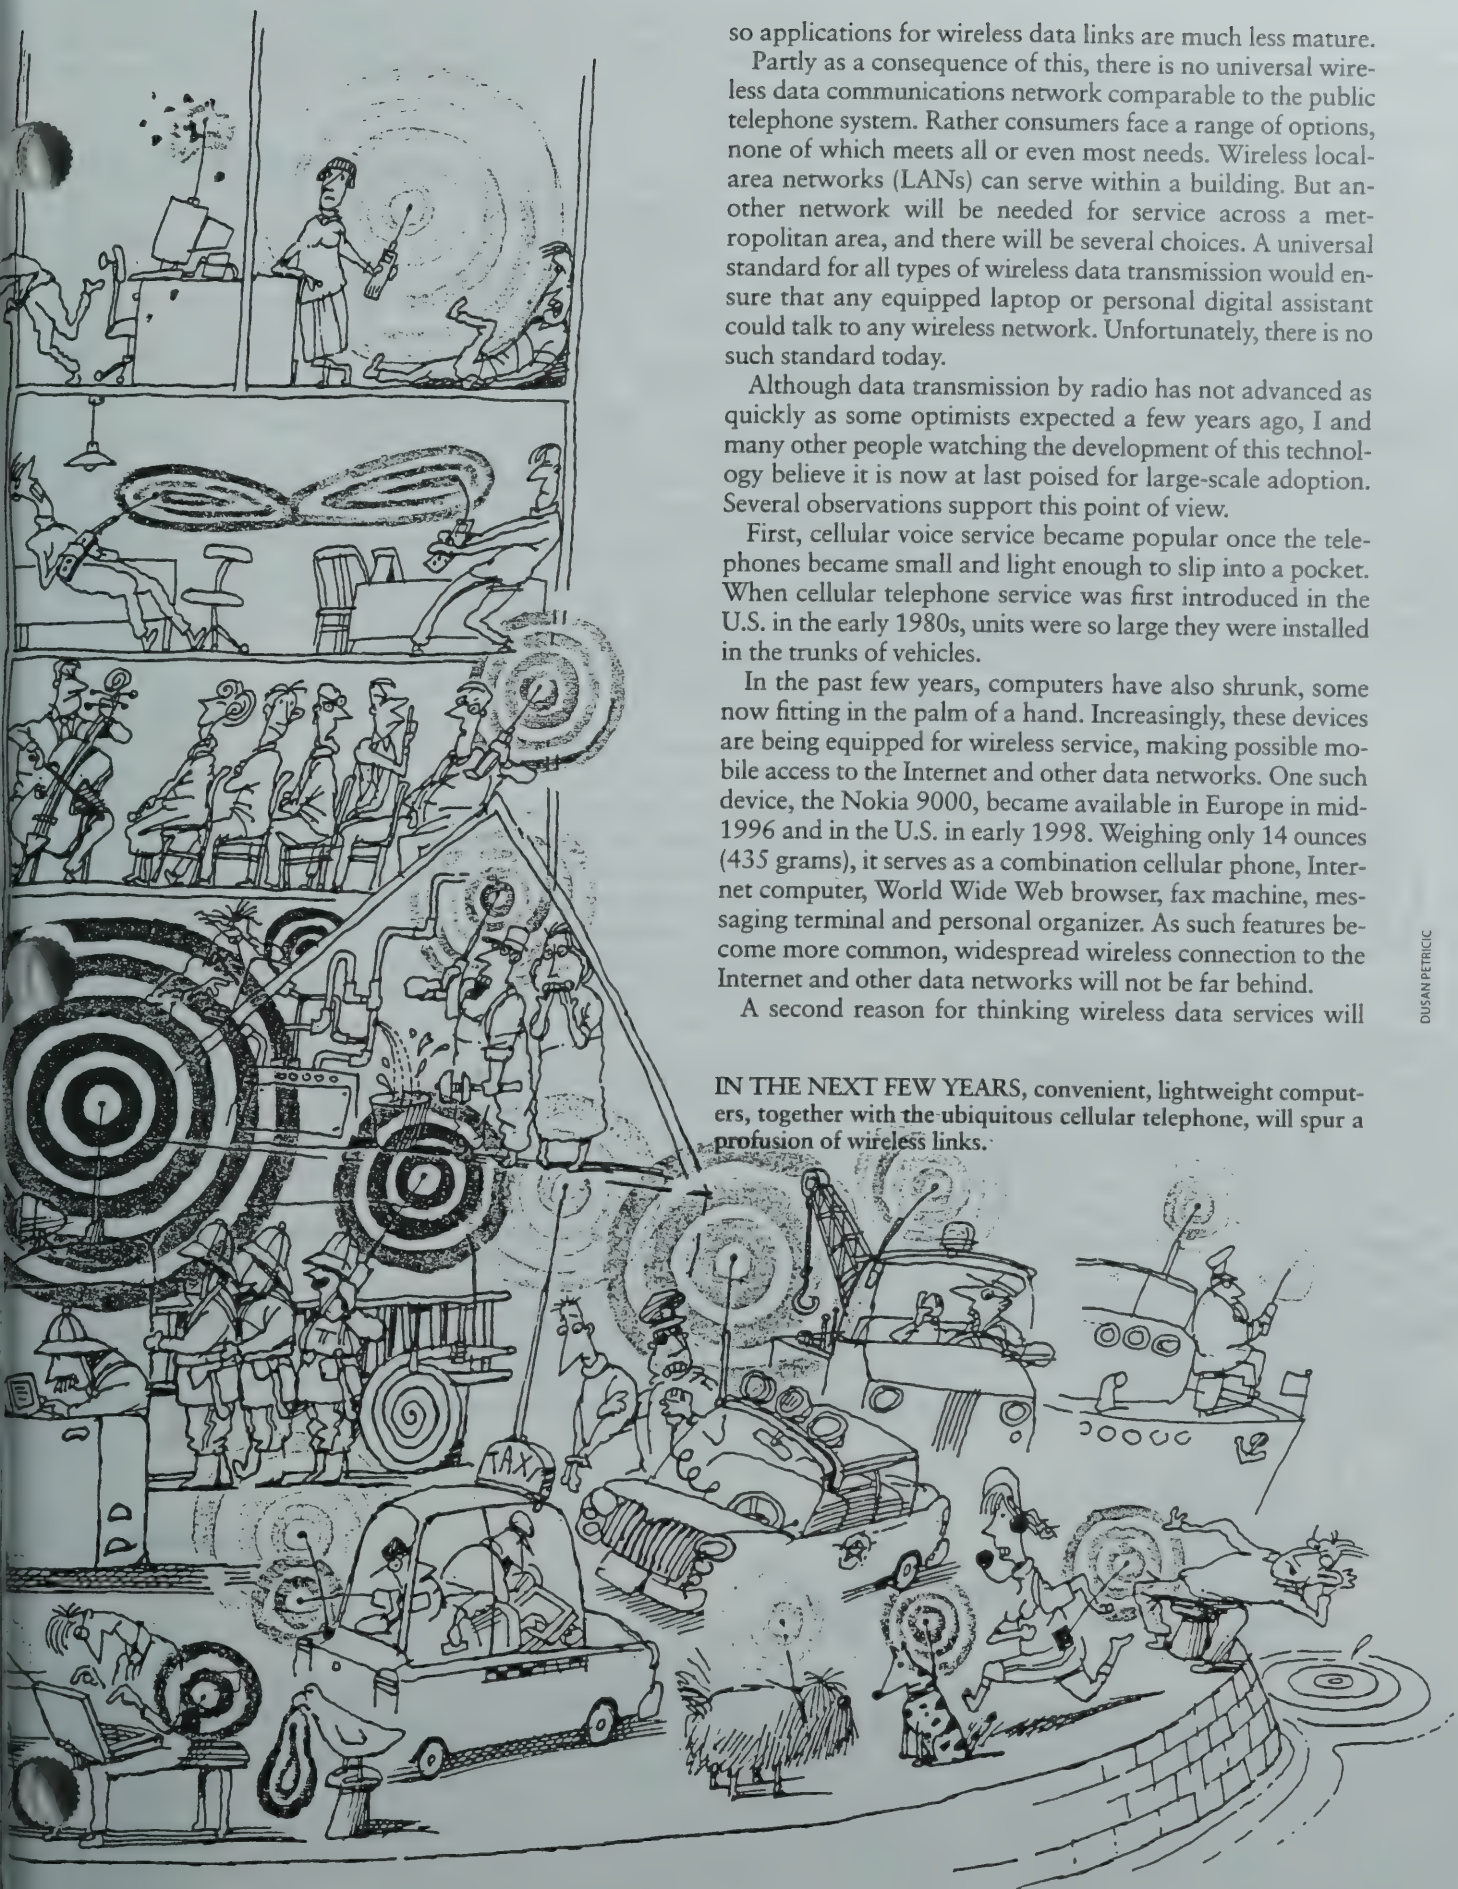 so applications for wireless data links are much less mature.
Partly as a consequence of this, there is no universal wire-
less data communications network comparable to the public
telephone system. Rather consumers face a range of options,
none of which meets all or even most needs. Wireless local-
area networks (LANs) can serve within a building. But an-
other network will be needed for service across a met-
ropolitan area, and there will be several choices. A universal
standard for all types of wireless data transmission would en-
sure that any equipped laptop or personal digital assistant
could talk to any wireless network. Unfortunately, there is no
such standard today.
Although data transmission by radio has not advanced as
quickly as some optimists expected a few years ago, I and
many other people watching the development of this technol-
ogy believe it is now at last poised for large-scale adoption.
Several observations support this point of view.
First, cellular voice service became popular once the tele-
phones became small and light enough to slip into a pocket.
When cellular telephone service was first introduced in the
U.S. in the early 1980s, units were so large they were installed
in the trunks of vehicles.
In the past few years, computers have also shrunk, some
now fitting in the palm of a hand. Increasingly, these devices
are being equipped for wireless service, making possible mo-
bile access to the Internet and other data networks. One such
device, the Nokia 9000, became available in Europe in mid-
1996 and in the U.S. in early 1998. Weighing only 14 ounces
(435 grams), it serves as a combination cellular phone, Inter-
net computer, World Wide Web browser, fax machine, mes-
saging terminal and personal organizer. As such features be-
come more common, widespread wireless connection to the
Internet and other data networks will not be far behind.
A second reason for thinking wireless data services will
DUSAN PETRICIC
IN THE NEXT FEW YEARS, convenient, lightweight comput-
ers, together with the ubiquitous cellular telephone, will spur a
profusion of wireless links.
TAXI